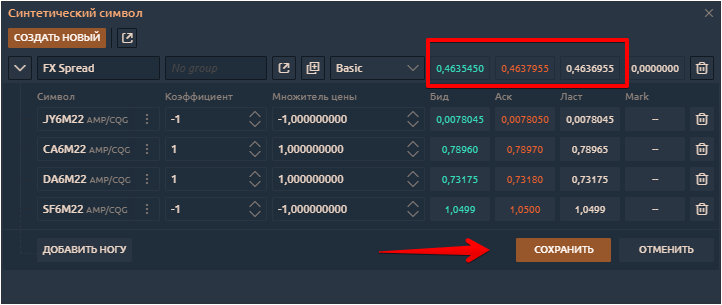 Синтетический символ
СОЗДАТЬ НОВЫЙ
FX Spread No group Basic 0,4635450 0,4637955 0,4636955 0,0000000
Символ Коэффициент Множитель цены Бид Аск Ласт Mark
JY6M22 AMP/CQG -1 -1,000000000 0,0078045 0,0078050 0,0078045 --
CA6M22 AMP/CQG 1 1,000000000 0,78960 0,78970 0,78965 --
DA6M22 AMP/CQG 1 1,000000000 0,73175 0,73180 0,73175 --
SF6M22 AMP/CQG -1 -1,000000000 1,0499 1,0500 1,0499 --
ДОБАВИТЬ НОГУ СОХРАНИТЬ ОТМЕНИТЬ